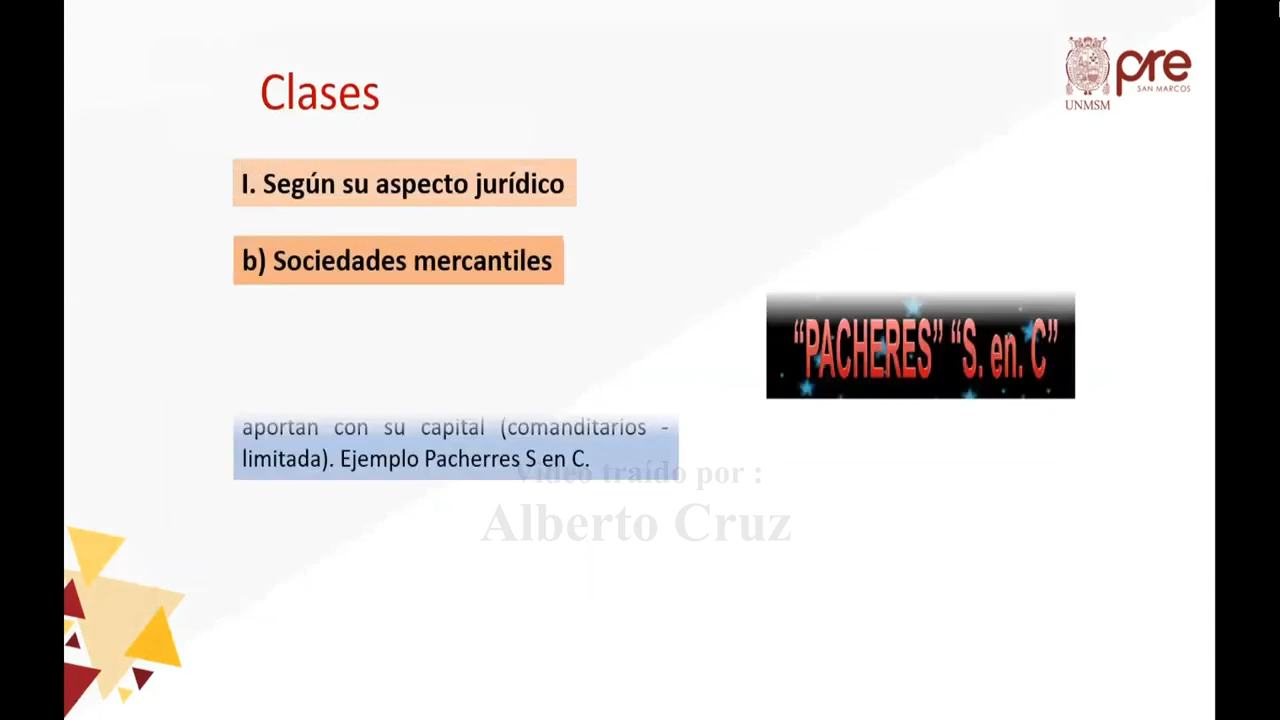 Clases
pre
SAN MARCOS
UNMSM
I. Según su aspecto jurídico
b) Sociedades mercantiles
“PACHERES” “S. en. C”
aportan con su capital (comanditarios -
limitada). Ejemplo Pacherres S en C.
Video traído por :
Alberto Cruz